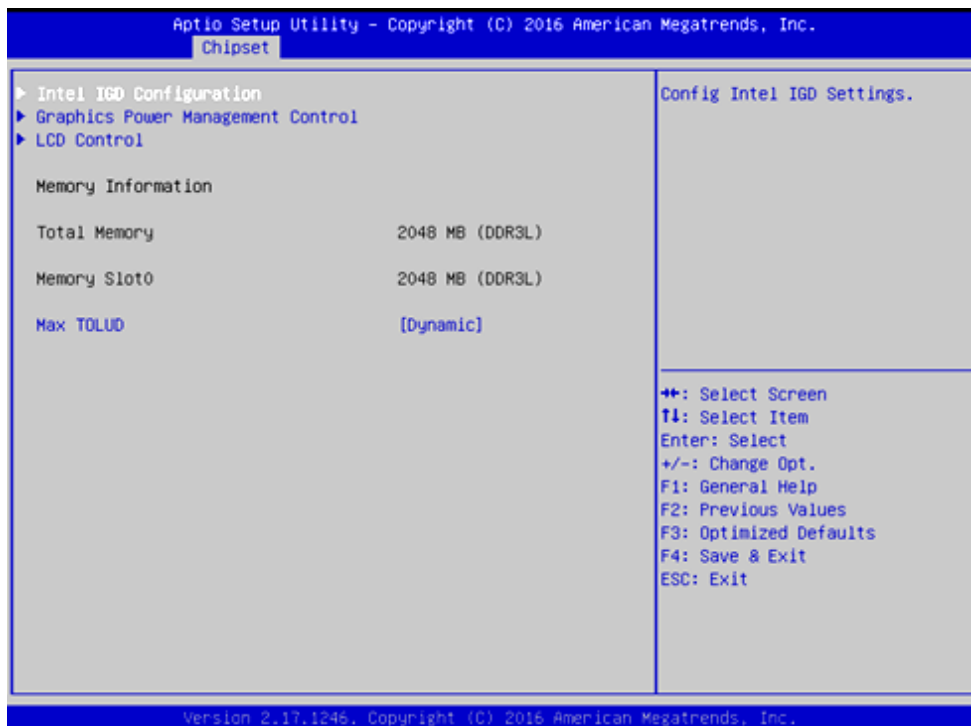 Aptio Setup Utility – Copyright (C) 2016 American Megatrends, Inc.
Chipset
▶ Intel IGD Configuration
▶ Graphics Power Management Control
▶ LCD Control
Memory Information
Total Memory 2048 MB (DDR3L)
Memory Slot0 2048 MB (DDR3L)
Max TOLUD [Dynamic]
Config Intel IGD Settings.
→←: Select Screen
↑↓: Select Item
Enter: Select
+/-: Change Opt.
F1: General Help
F2: Previous Values
F3: Optimized Defaults
F4: Save & Exit
ESC: Exit
Version 2.17.1246. Copyright (C) 2016 American Megatrends, Inc.